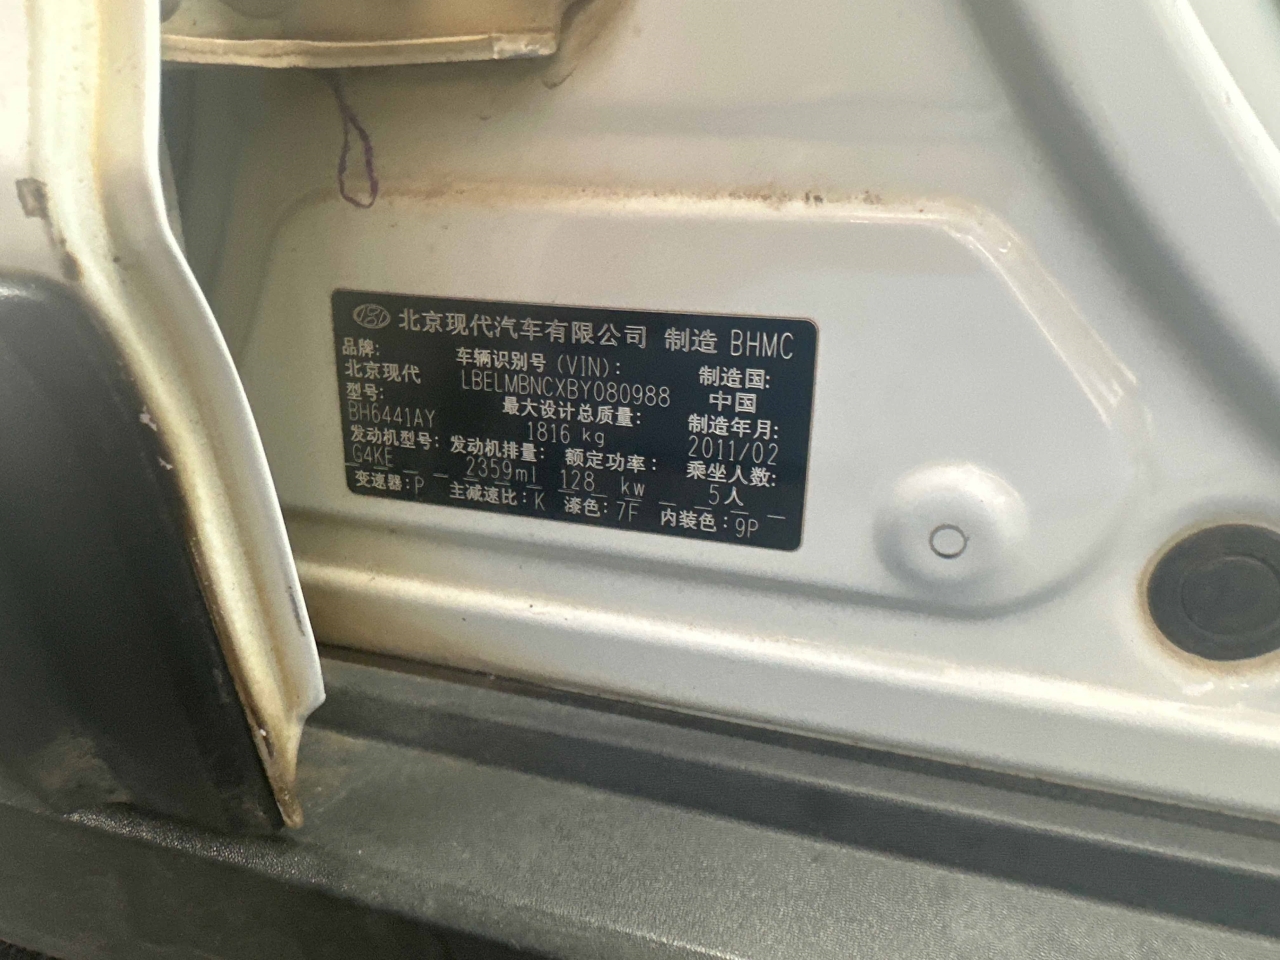 北京现代汽车有限公司 制造 BHMC
品牌: 车辆识别号 (VIN): 制造国:
北京现代 LBELMBNCXBY080988 中国
型号: 最大设计总质量: 制造年月:
BH6441AY 1816 kg 2011/02
发动机型号: 发动机排量: 额定功率: 乘坐人数:
G4KE 2359ml 128 kw 5人
变速器:P 主减速比:K 漆色:7F 内装色:9P